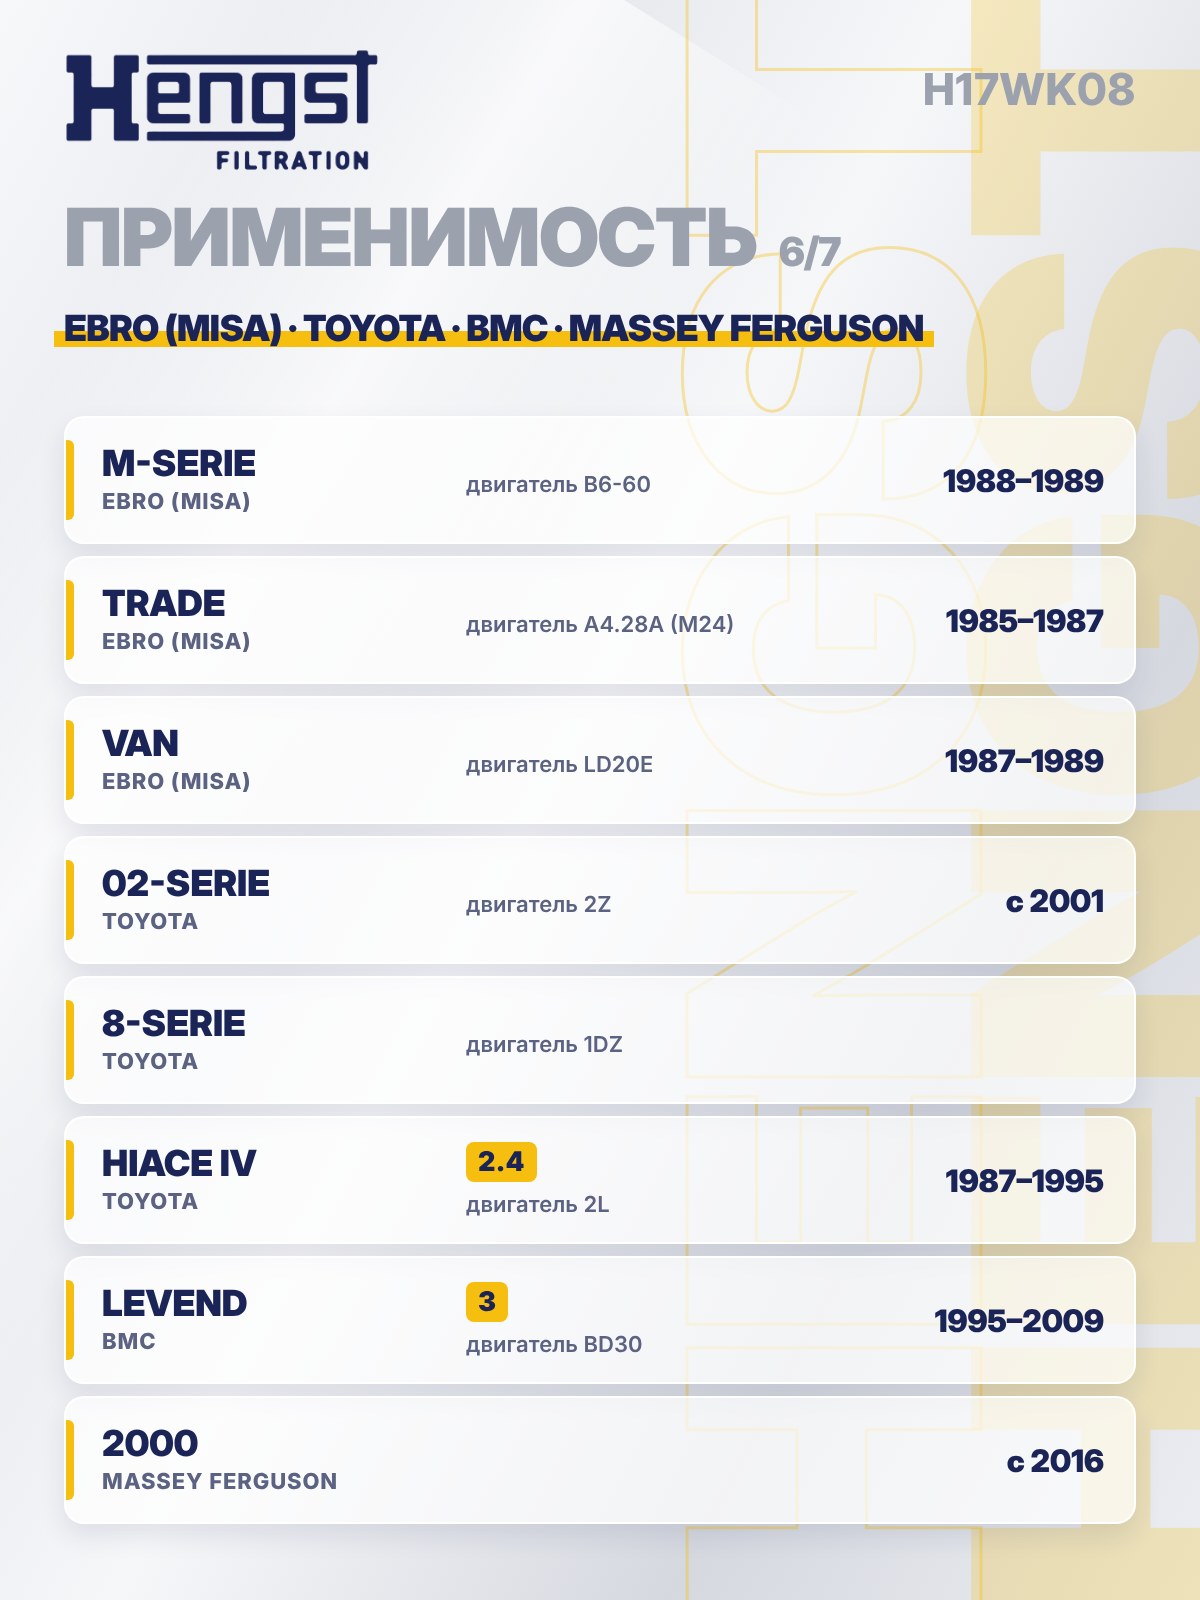 Hengst
FILTRATION
H17WK08
ПРИМЕНИМОСТЬ 6/7
EBRO (MISA) · TOYOTA · BMC · MASSEY FERGUSON
M-SERIE
EBRO (MISA)
двигатель B6-60
1988–1989
TRADE
EBRO (MISA)
двигатель A4.28A (M24)
1985–1987
VAN
EBRO (MISA)
двигатель LD20E
1987–1989
02-SERIE
TOYOTA
двигатель 2Z
с 2001
8-SERIE
TOYOTA
двигатель 1DZ
HIACE IV
TOYOTA
2.4
двигатель 2L
1987–1995
LEVEND
BMC
3
двигатель BD30
1995–2009
2000
MASSEY FERGUSON
с 2016
HENGST
HENGST